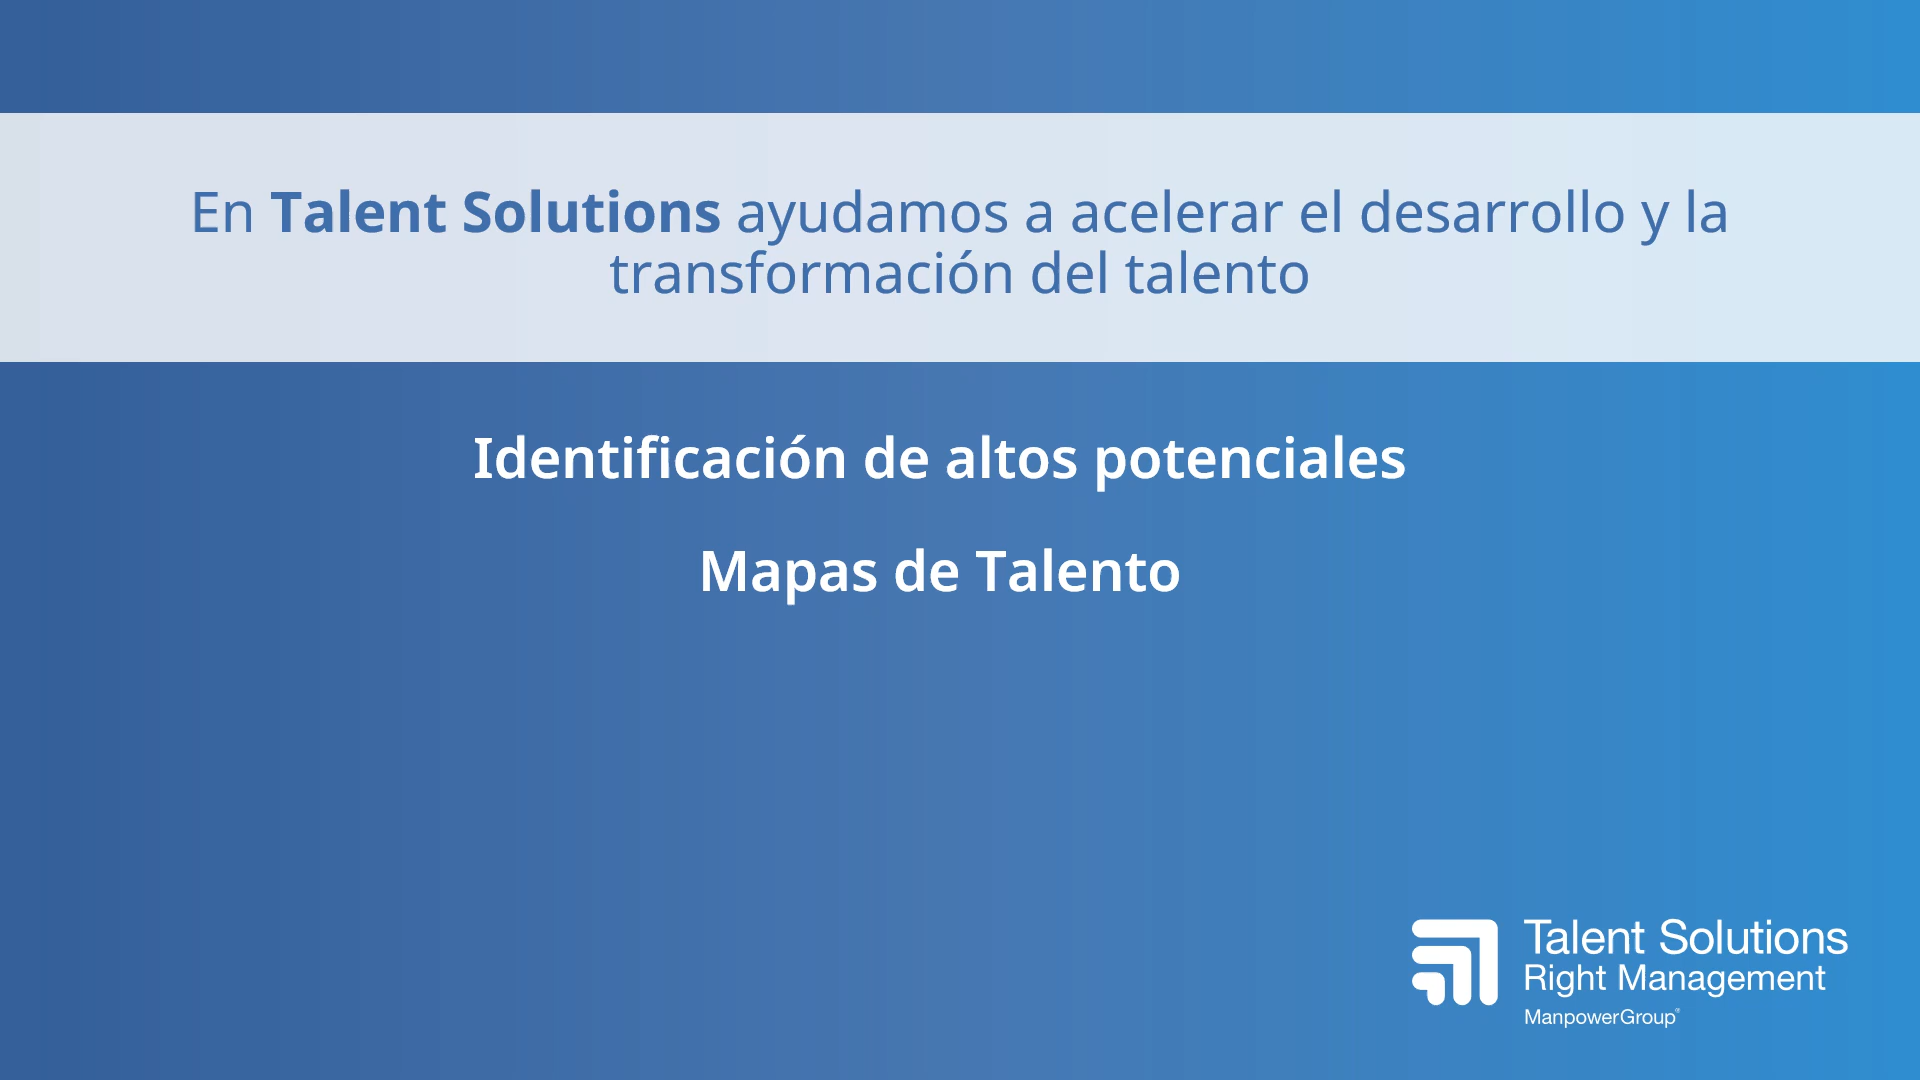 En Talent Solutions ayudamos a acelerar el desarrollo y la
transformación del talento
Identificación de altos potenciales
Mapas de Talento
Talent Solutions
Right Management
ManpowerGroup®